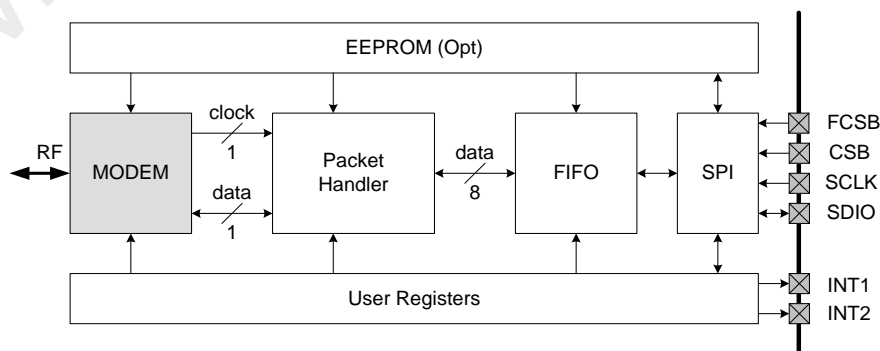 EEPROM (Opt)
RF
MODEM
clock
1
data
1
Packet
Handler
data
8
FIFO
SPI
FCSB
CSB
SCLK
SDIO
User Registers
INT1
INT2